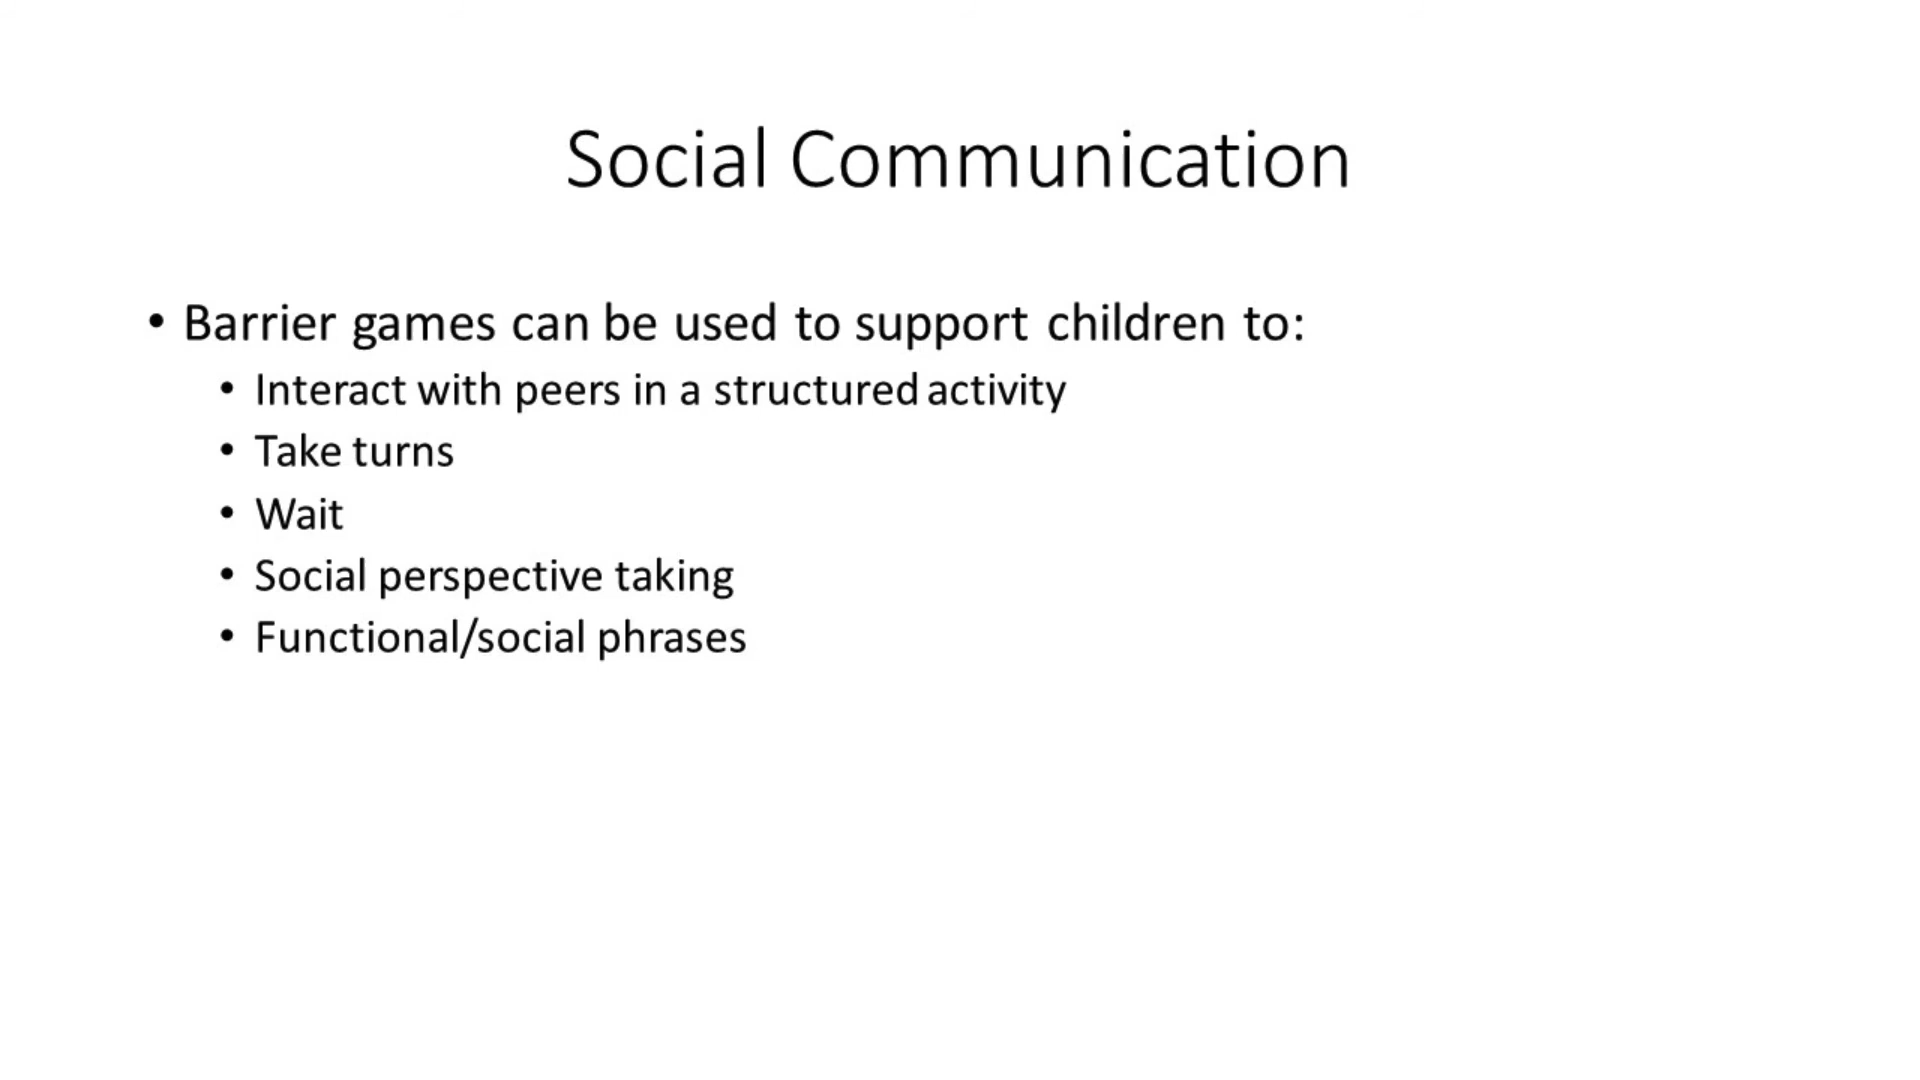 Social Communication
• Barrier games can be used to support children to:
• Interact with peers in a structured activity
• Take turns
• Wait
• Social perspective taking
• Functional/social phrases